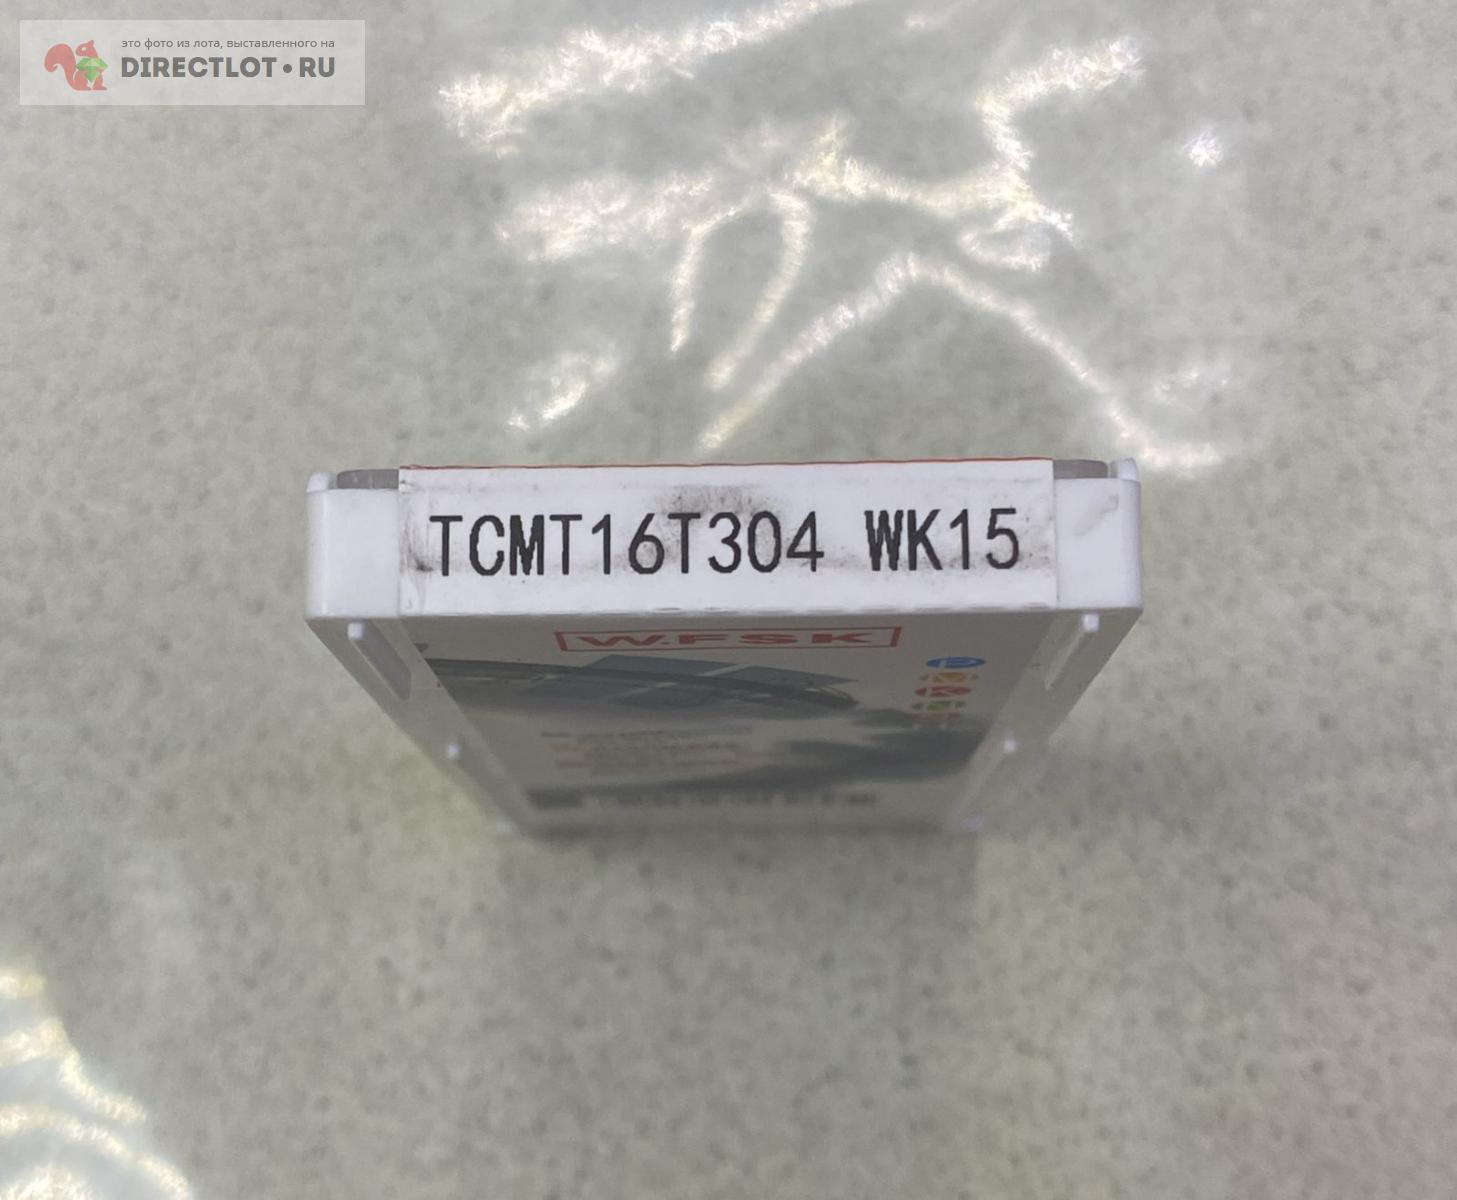 это фото из лота, выставленного на
DIRECTLOT•RU
TCMT16T304 WK15
W.FSK